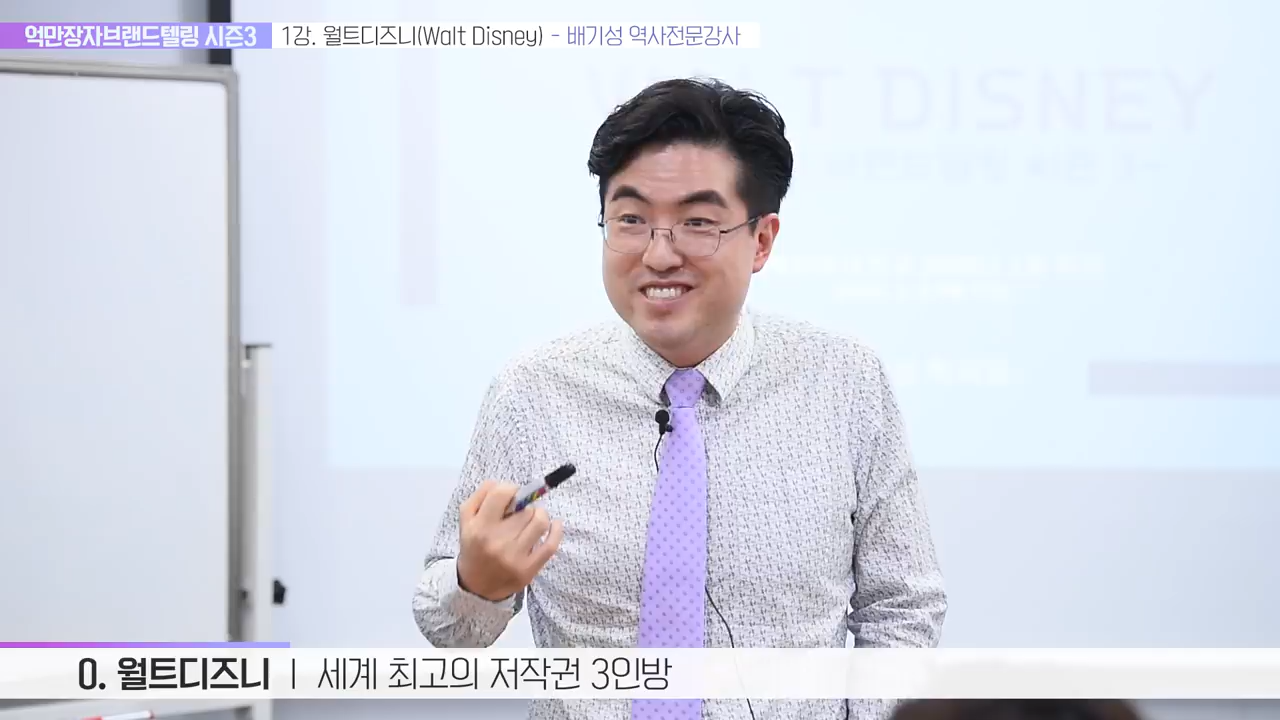 억만장자브랜드텔링 시즌3 1강. 월트디즈니(Walt Disney) - 배기성 역사전문강사
T DISNEY
0. 월트디즈니 | 세계 최고의 저작권 3인방